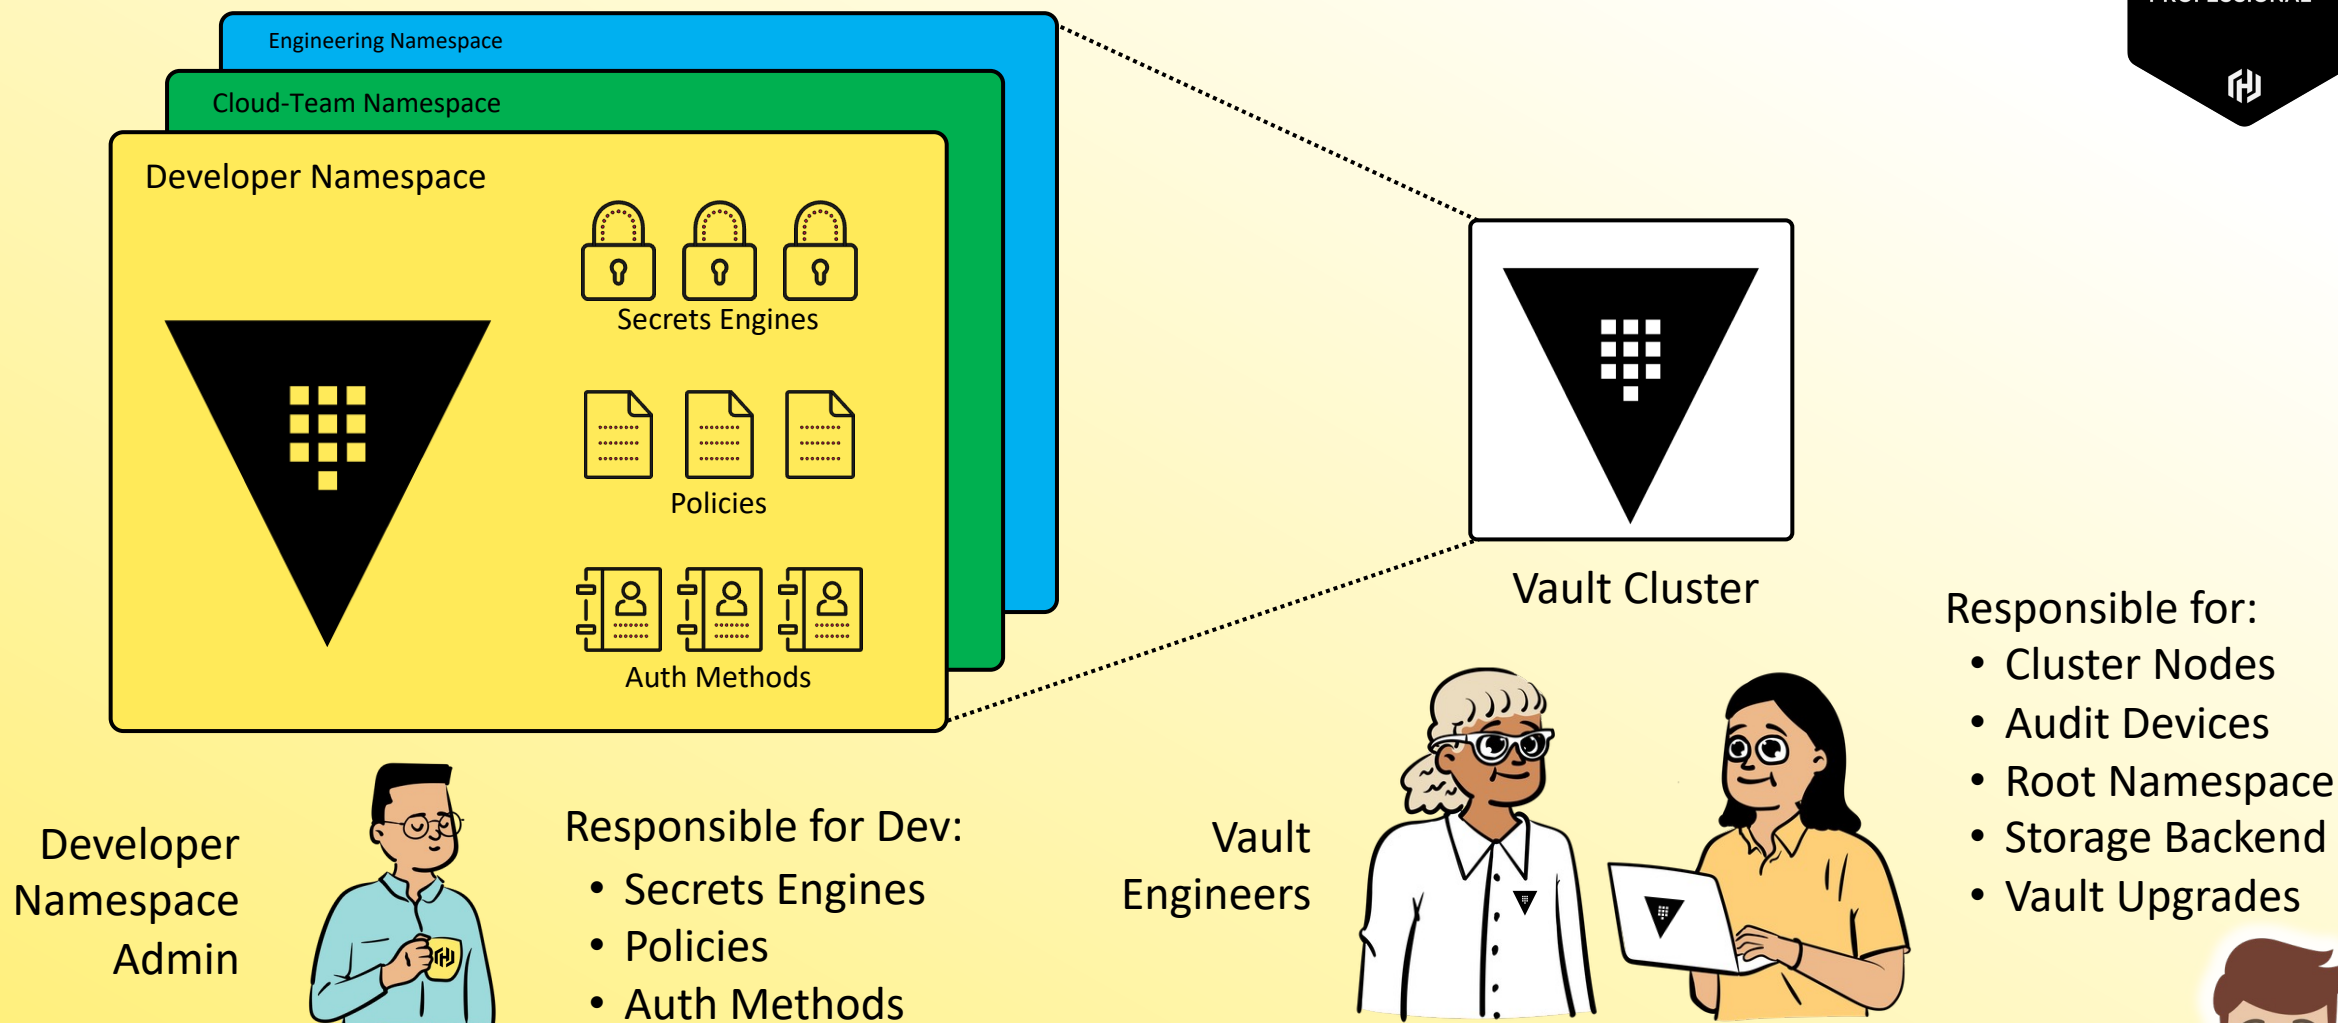 PROFESSIONAL
Engineering Namespace
Cloud-Team Namespace
Developer Namespace
Secrets Engines
Policies
Auth Methods
Vault Cluster
Responsible for:
• Cluster Nodes
• Audit Devices
• Root Namespace
• Storage Backend
• Vault Upgrades
Developer
Namespace
Admin
Responsible for Dev:
• Secrets Engines
• Policies
• Auth Methods
Vault
Engineers